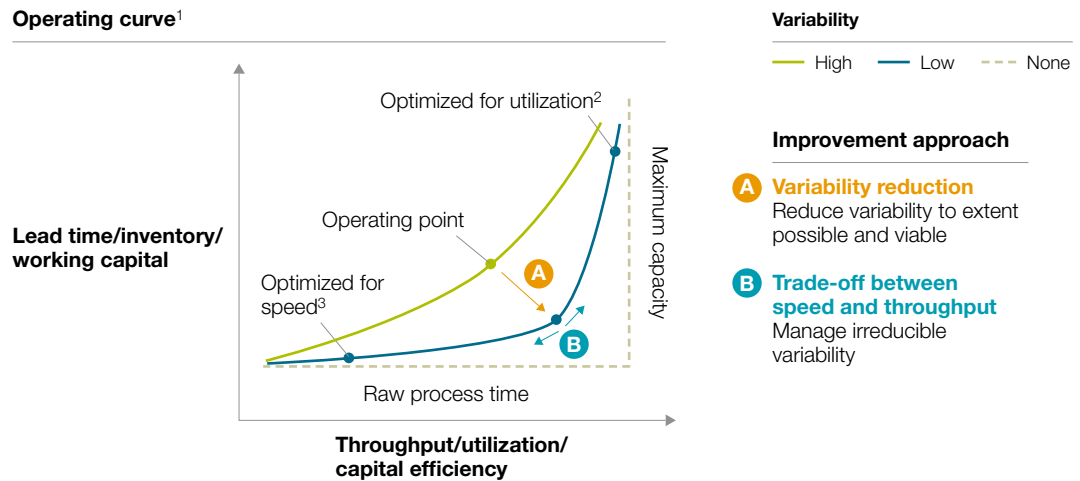 Operating curve¹
Variability
High
Low
None
Optimized for utilization²
Maximum capacity
Operating point
A
Optimized for
speed³
B
Lead time/inventory/
working capital
Raw process time
Throughput/utilization/
capital efficiency
Improvement approach
A Variability reduction
Reduce variability to extent
possible and viable
B Trade-off between
speed and throughput
Manage irreducible
variability